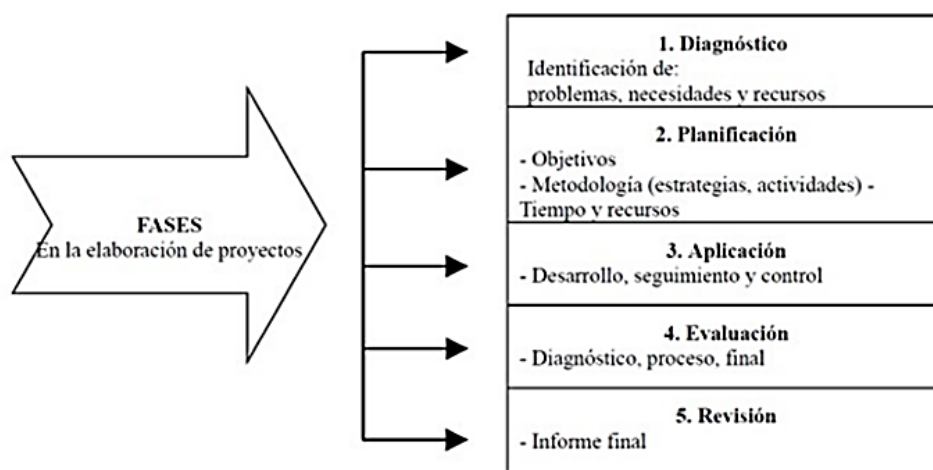 FASES
En la elaboración de proyectos
1. Diagnóstico
Identificación de:
problemas, necesidades y recursos
2. Planificación
- Objetivos
- Metodología (estrategias, actividades) -
Tiempo y recursos
3. Aplicación
- Desarrollo, seguimiento y control
4. Evaluación
- Diagnóstico, proceso, final
5. Revisión
- Informe final